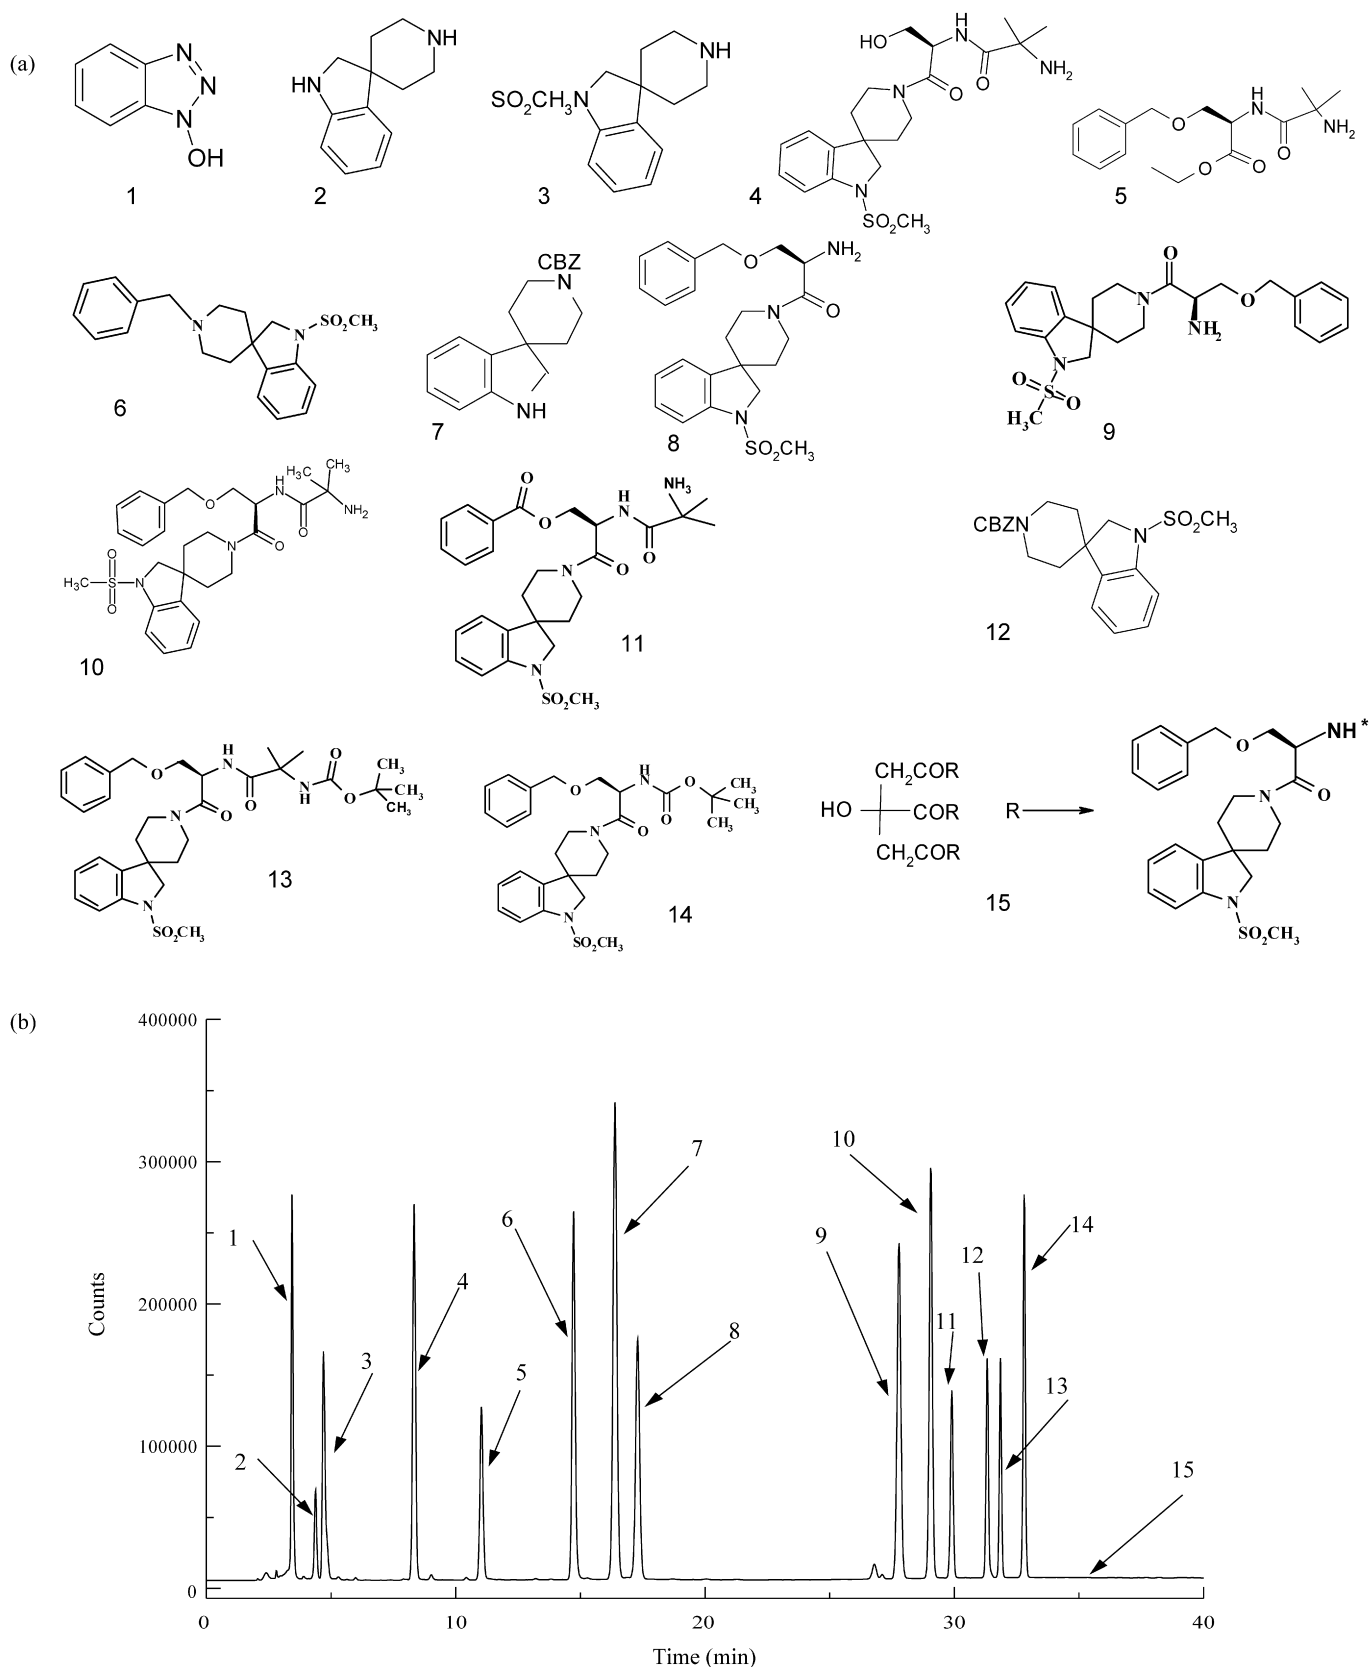 (a)
N
N
N
OH
1
NH
HN
2
NH
SO2CH3
N
3
HO
H
N
O
NH2
N
O
N
SO2CH3
4
O
H
N
O
NH2
O
O
5
N
N
SO2CH3
6
CBZ
N
NH
7
O
NH2
N
O
N
SO2CH3
8
O
N
O
NH2
N
O
S
O
H3C
9
O
H
N
H3C
CH3
O
NH2
N
O
O
H3C
S
N
O
10
O
O
H
N
NH3
O
N
O
N
SO2CH3
11
CBZN
N
SO2CH3
12
O
H
N
O
N
H
O
O
CH3
CH3
CH3
N
O
N
SO2CH3
13
O
H
N
O
O
CH3
CH3
CH3
N
O
N
SO2CH3
14
CH2COR
HO
COR
CH2COR
R
15
O
NH*
N
O
N
SO2CH3
(b)
400000
300000
200000
100000
0
Counts
1
2
3
4
5
6
7
8
9
10
11
12
13
14
15
0
10
20
30
40
Time (min)